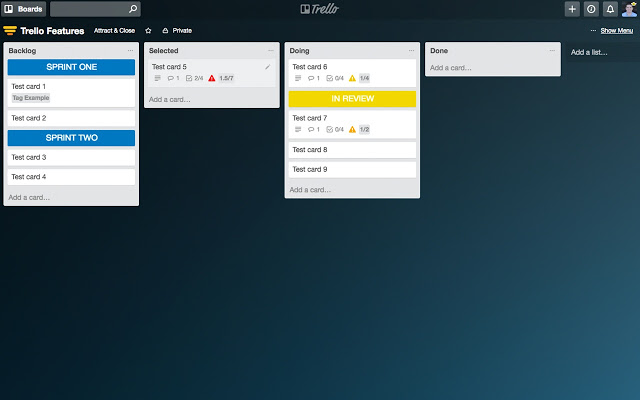 Boards
Trello
Trello Features
Attract & Close
Private
... Show Menu
Backlog
SPRINT ONE
Test card 1
Tag Example
Test card 2
SPRINT TWO
Test card 3
Test card 4
Add a card...
Selected
Test card 5
1 2/4 1.5/7
Add a card...
Doing
Test card 6
1 0/4 1/4
IN REVIEW
Test card 7
1 0/4 1/2
Test card 8
Test card 9
Add a card...
Done
Add a card...
Add a list...